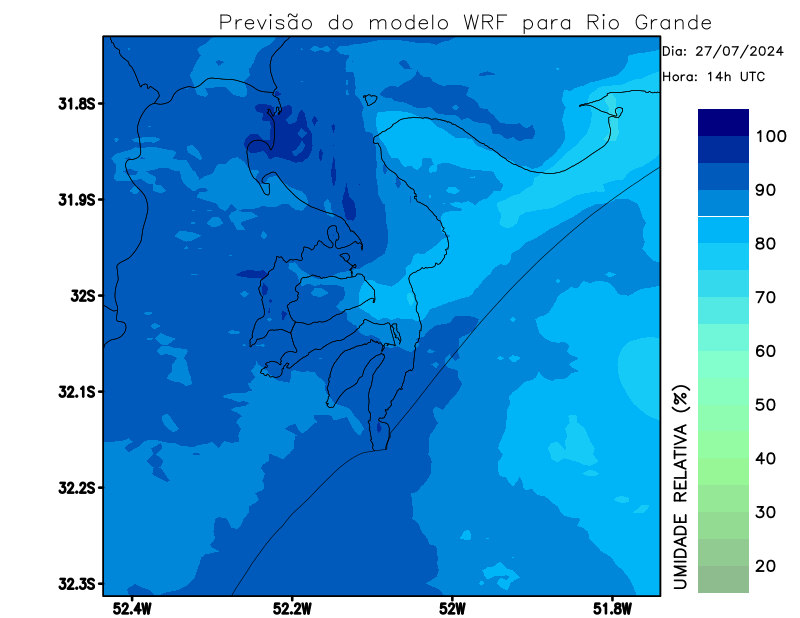 Previsão do modelo WRF para Rio Grande
Dia: 27/07/2024
Hora: 14h UTC
31.8S
31.9S
32S
32.1S
32.2S
32.3S
52.4W
52.2W
52W
51.8W
100
90
80
70
60
50
40
30
20
UMIDADE RELATIVA (%)